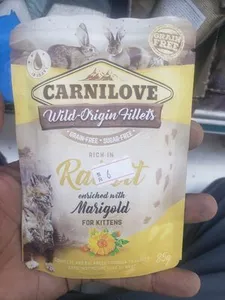 GRAIN
FREE
CARNILOVE
Wild-Origin Fillets
GRAIN-FREE SUGAR-FREE
RICH IN
Rabbit
enriched with
Marigold
FOR KITTENS
85g